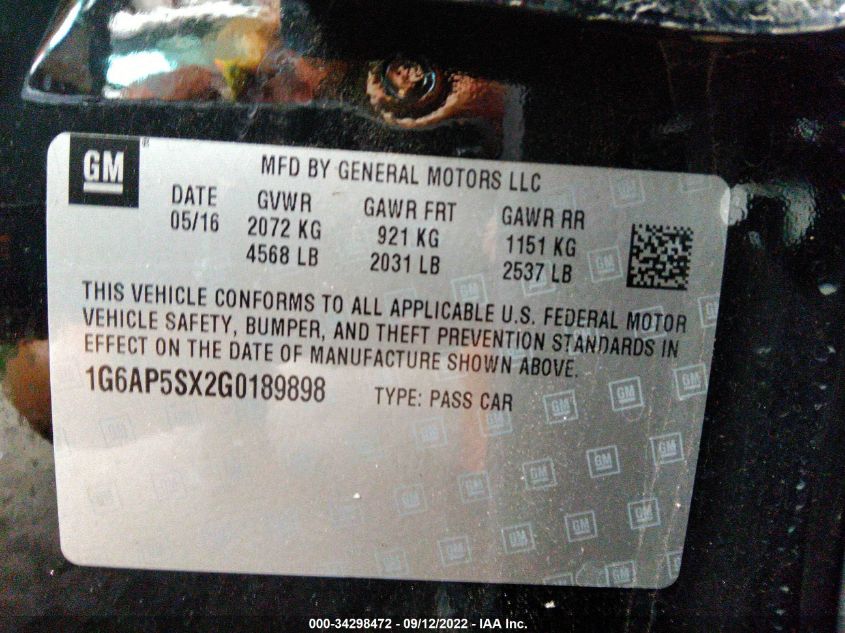 GM®
MFD BY GENERAL MOTORS LLC
DATE GVWR GAWR FRT GAWR RR
05/16 2072 KG 921 KG 1151 KG
4568 LB 2031 LB 2537 LB
THIS VEHICLE CONFORMS TO ALL APPLICABLE U.S. FEDERAL MOTOR
VEHICLE SAFETY, BUMPER, AND THEFT PREVENTION STANDARDS IN
EFFECT ON THE DATE OF MANUFACTURE SHOWN ABOVE.
1G6AP5SX2G0189898 TYPE: PASS CAR
000-34298472 - 09/12/2022 - IAA Inc.